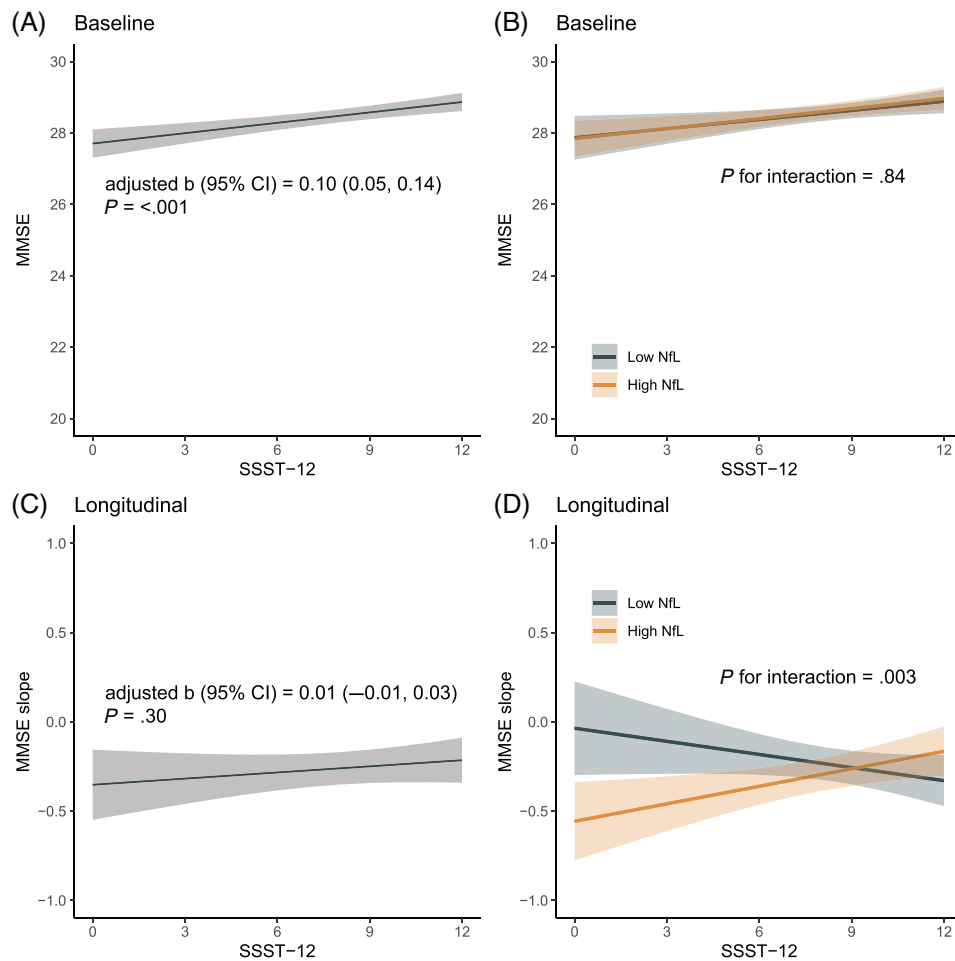 (A) Baseline
30
28
26
24
22
20
MMSE
adjusted b (95% CI) = 0.10 (0.05, 0.14)
P = <.001
0 3 6 9 12
SSST−12
(B) Baseline
30
28
26
24
22
20
MMSE
P for interaction = .84
Low NfL
High NfL
0 3 6 9 12
SSST−12
(C) Longitudinal
1.0
0.5
0.0
−0.5
−1.0
MMSE slope
adjusted b (95% CI) = 0.01 (—0.01, 0.03)
P = .30
0 3 6 9 12
SSST−12
(D) Longitudinal
1.0
0.5
0.0
−0.5
−1.0
MMSE slope
Low NfL
High NfL
P for interaction = .003
0 3 6 9 12
SSST−12